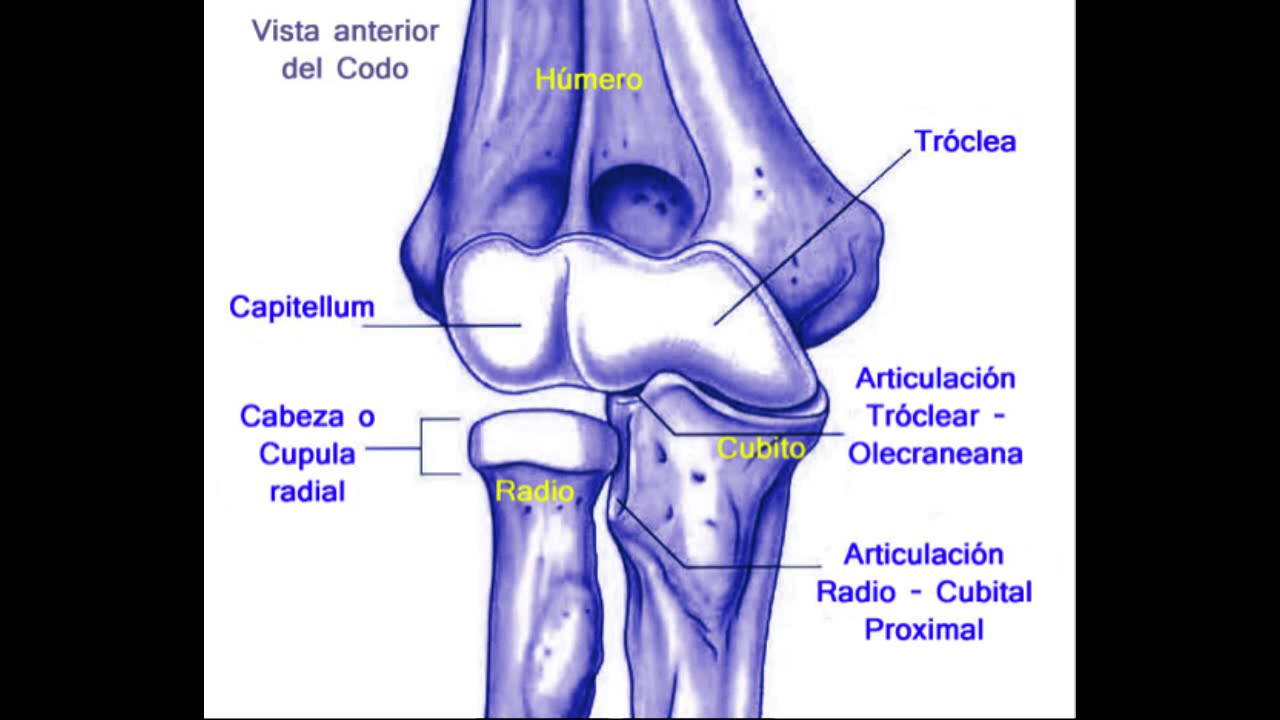 Vista anterior
del Codo
Húmero
Tróclea
Capitellum
Articulación
Tróclear -
Olecraneana
Cabeza o
Cupula
radial
Cubito
Radio
Articulación
Radio - Cubital
Proximal